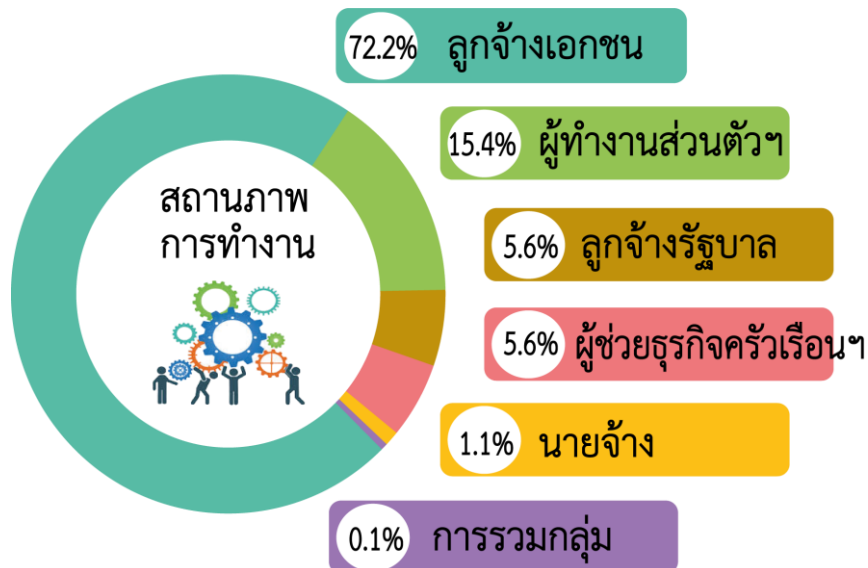 72.2% ลูกจ้างเอกชน
15.4% ผู้ทำงานส่วนตัวฯ
สถานภาพ
การทำงาน
5.6% ลูกจ้างรัฐบาล
5.6% ผู้ช่วยธุรกิจครัวเรือนฯ
1.1% นายจ้าง
0.1% การรวมกลุ่ม